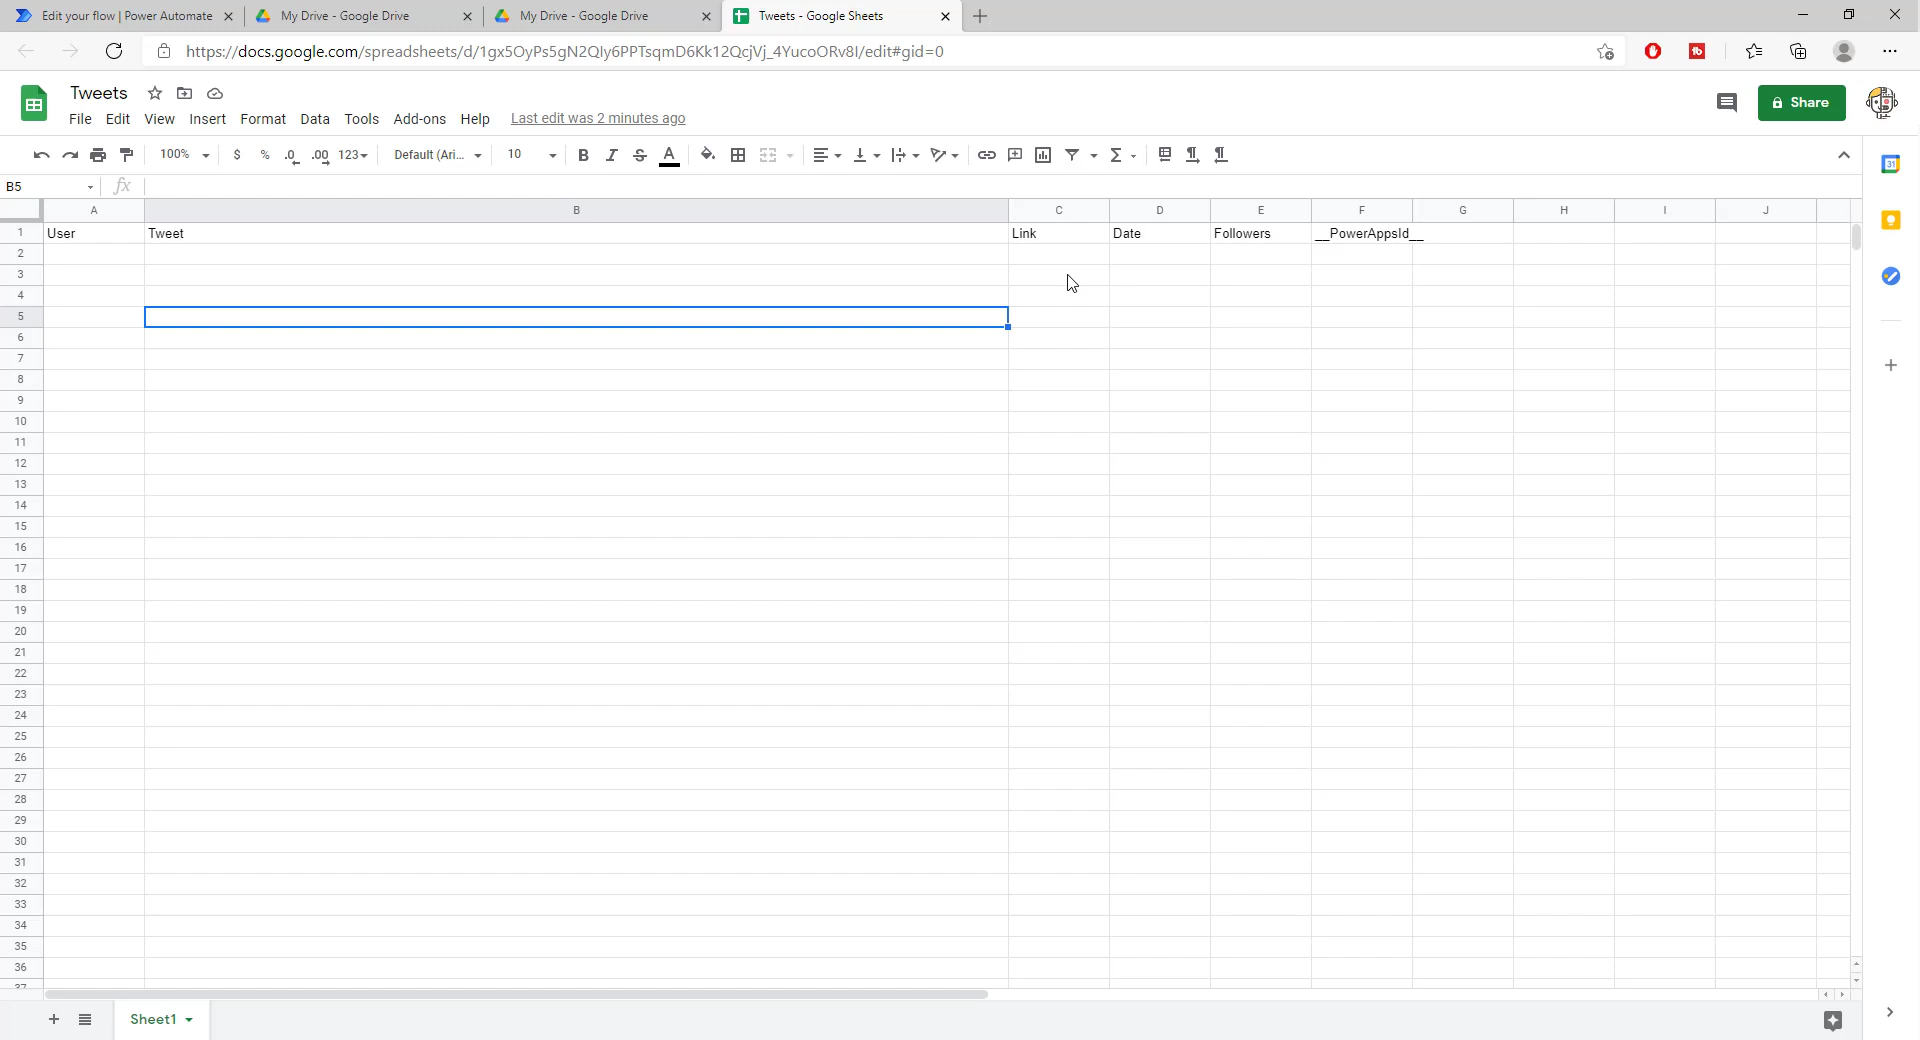 Edit your flow | Power Automate
My Drive - Google Drive
My Drive - Google Drive
Tweets - Google Sheets
https://docs.google.com/spreadsheets/d/1gx5OyPs5gN2QIy6PPTsqmD6Kk12QcjVj_4YucoORv8I/edit#gid=0
Tweets
File Edit View Insert Format Data Tools Add-ons Help Last edit was 2 minutes ago
Share
100% $ % .0 .00 123 Default (Ari... 10 B I S A
31
B5 fx
A B C D E F G H I J
1 User Tweet Link Date Followers __PowerAppsId__
2
3
4
5
6
7
8
9
10
11
12
13
14
15
16
17
18
19
20
21
22
23
24
25
26
27
28
29
30
31
32
33
34
35
36
37
Sheet1